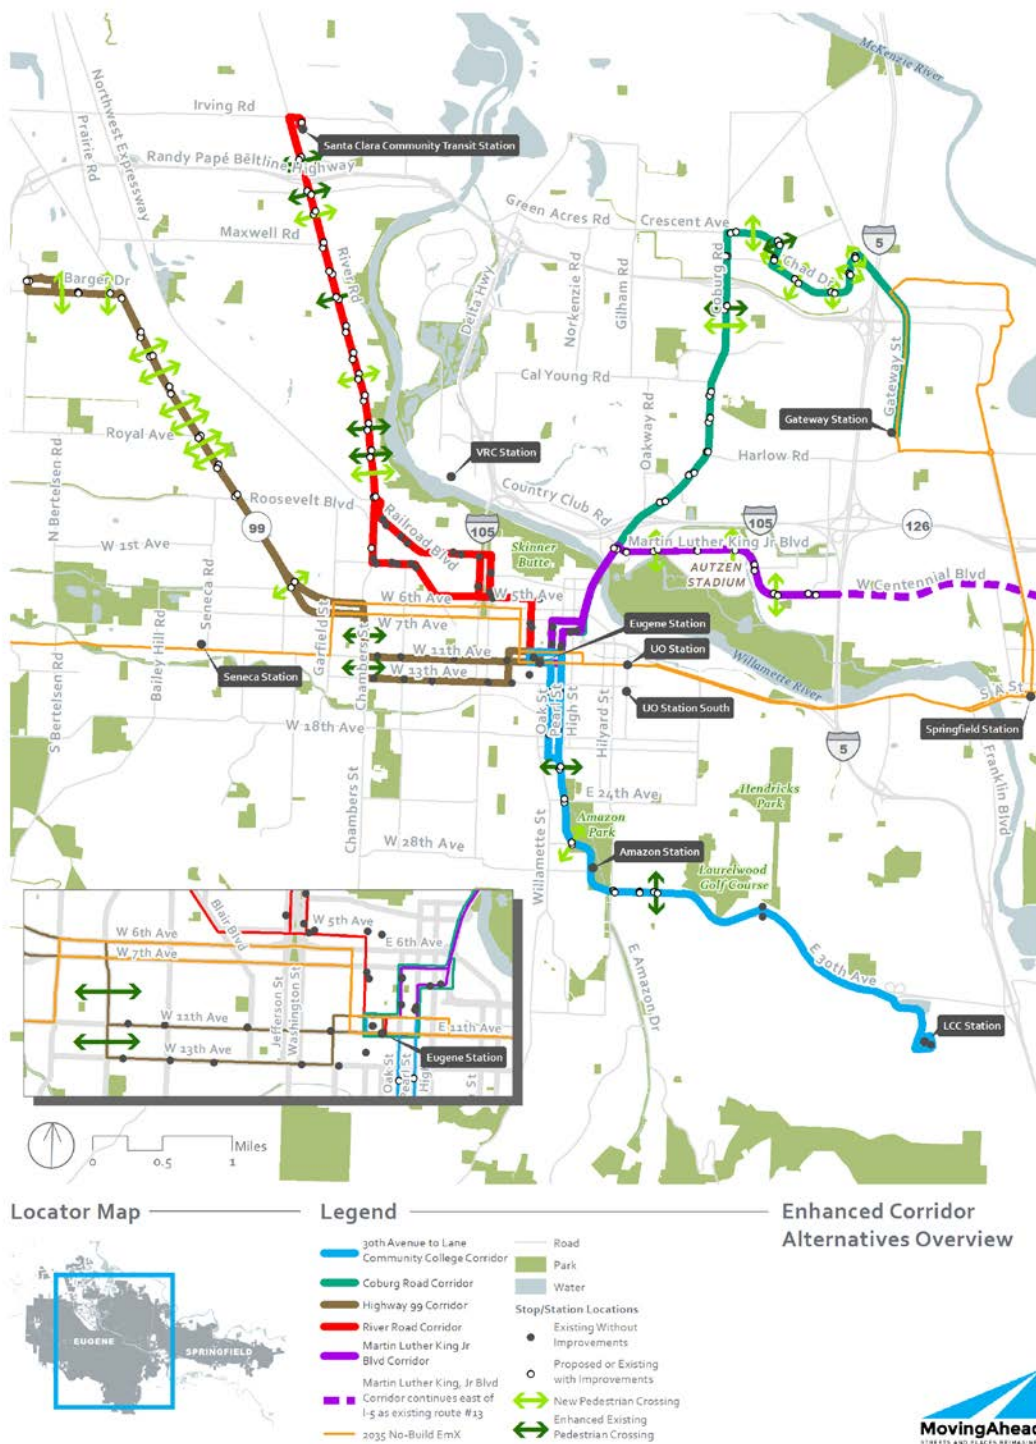 McKenzie River
Irving Rd
Northwest Expressway
Prairie Rd
Santa Clara Community Transit Station
Randy Papé Beltline Highway
Green Acres Rd
Crescent Ave
5
Maxwell Rd
River Rd
Chad Dr
Barger Dr
Delta Hwy
Norkenzie Rd
Gilham Rd
Coburg Rd
Gateway St
Cal Young Rd
Gateway Station
Royal Ave
VRC Station
Oakway Rd
Harlow Rd
N Bertelsen Rd
Roosevelt Blvd
Country Club Rd
99
Railroad Blvd
105
105
126
W 1st Ave
Skinner
Butte
Martin Luther King Jr Blvd
AUTZEN
STADIUM
W Centennial Blvd
Seneca Rd
W 6th Ave
W 5th Ave
W 7th Ave
Eugene Station
Garfield St
Chambers St
W 11th Ave
UO Station
Bailey Hill Rd
W 13th Ave
Willamette River
Seneca Station
S A St
UO Station South
S Bertelsen Rd
W 18th Ave
Oak St
Pearl St
High St
Hilyard St
Springfield Station
5
Franklin Blvd
E 24th Ave
Hendricks
Park
Chambers St
Amazon
Park
W 28th Ave
Willamette St
Amazon Station
Laurelwood
Golf Course
E 30th Ave
E Amazon Dr
LCC Station
Blair Blvd
W 5th Ave
W 6th Ave
E 6th Ave
W 7th Ave
Jefferson St
Washington St
W 11th Ave
E 11th Ave
W 13th Ave
Eugene Station
Oak St
Pearl St
High
St
Miles
0 0.5 1
Locator Map
EUGENE
SPRINGFIELD
Legend
30th Avenue to Lane
Community College Corridor
Coburg Road Corridor
Highway 99 Corridor
River Road Corridor
Martin Luther King Jr
Blvd Corridor
Martin Luther King, Jr Blvd
Corridor continues east of
I-5 as existing route #13
2035 No-Build EmX
Road
Park
Water
Stop/Station Locations
Existing Without
Improvements
Proposed or Existing
with Improvements
New Pedestrian Crossing
Enhanced Existing
Pedestrian Crossing
Enhanced Corridor
Alternatives Overview
MovingAhead